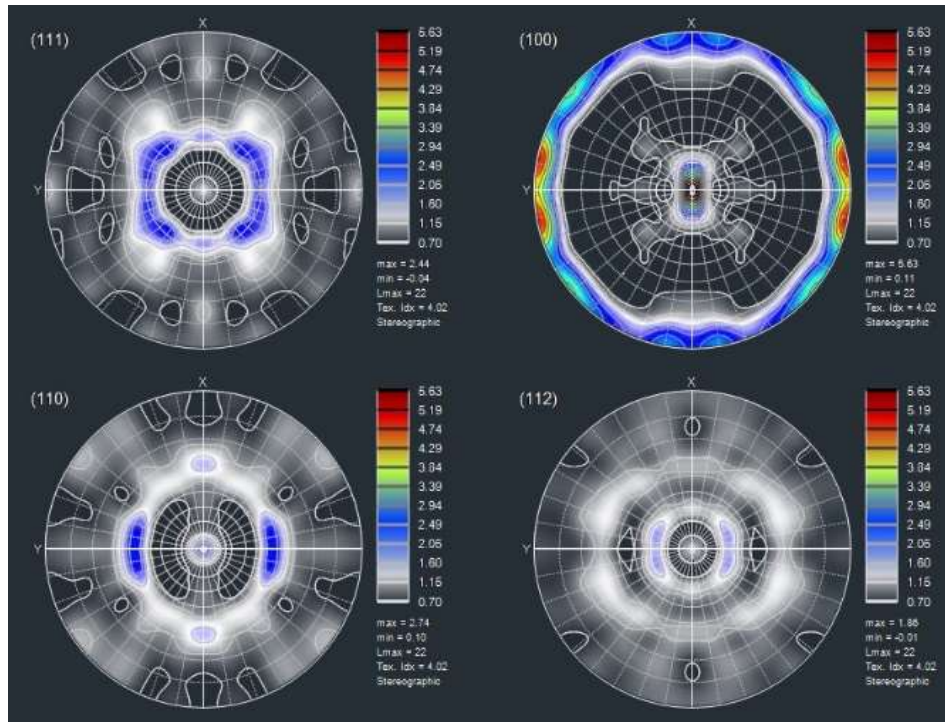 (111)
X
Y
5.63
5.19
4.74
4.29
3.84
3.39
2.94
2.49
2.05
1.60
1.15
0.70
max = 2.44
min = -0.04
Lmax = 22
Tex. Idx = 4.02
Stereographic
(100)
X
Y
5.63
5.19
4.74
4.29
3.84
3.39
2.94
2.49
2.05
1.60
1.15
0.70
max = 5.63
min = 0.11
Lmax = 22
Tex. Idx = 4.02
Stereographic
(110)
X
Y
5.63
5.19
4.74
4.29
3.84
3.39
2.94
2.49
2.05
1.60
1.15
0.70
max = 2.74
min = 0.10
Lmax = 22
Tex. Idx = 4.02
Stereographic
(112)
X
Y
5.63
5.19
4.74
4.29
3.84
3.39
2.94
2.49
2.05
1.60
1.15
0.70
max = 1.86
min = -0.01
Lmax = 22
Tex. Idx = 4.02
Stereographic